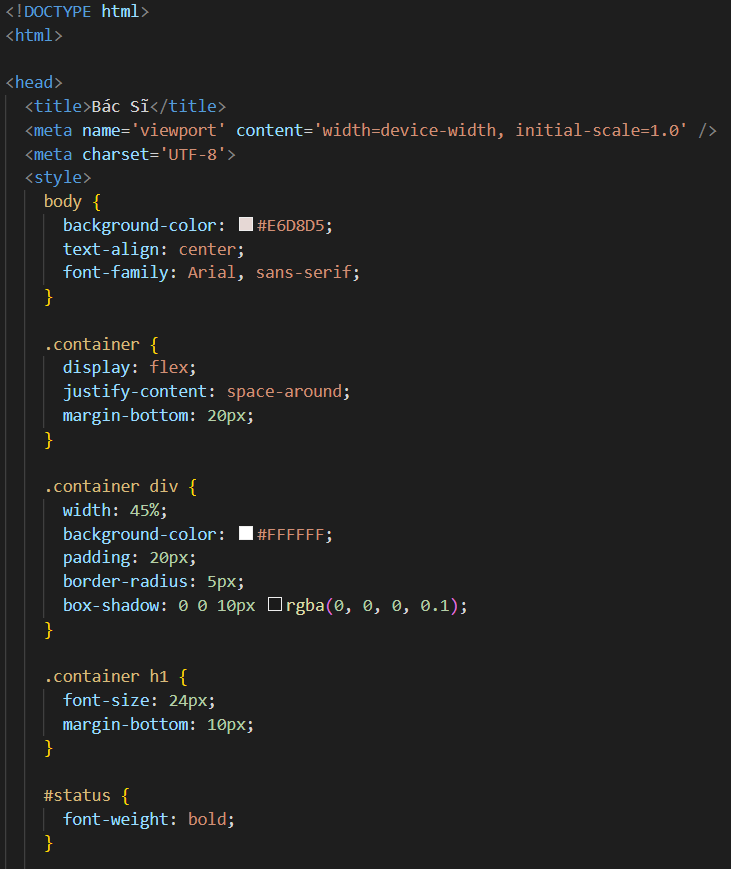 <!DOCTYPE html>
<html>
<head>
<title>Bác Sĩ</title>
<meta name='viewport' content='width=device-width, initial-scale=1.0' />
<meta charset='UTF-8'>
<style>
body {
background-color: #E6D8D5;
text-align: center;
font-family: Arial, sans-serif;
}
.container {
display: flex;
justify-content: space-around;
margin-bottom: 20px;
}
.container div {
width: 45%;
background-color: #FFFFFF;
padding: 20px;
border-radius: 5px;
box-shadow: 0 0 10px rgba(0, 0, 0, 0.1);
}
.container h1 {
font-size: 24px;
margin-bottom: 10px;
}
#status {
font-weight: bold;
}